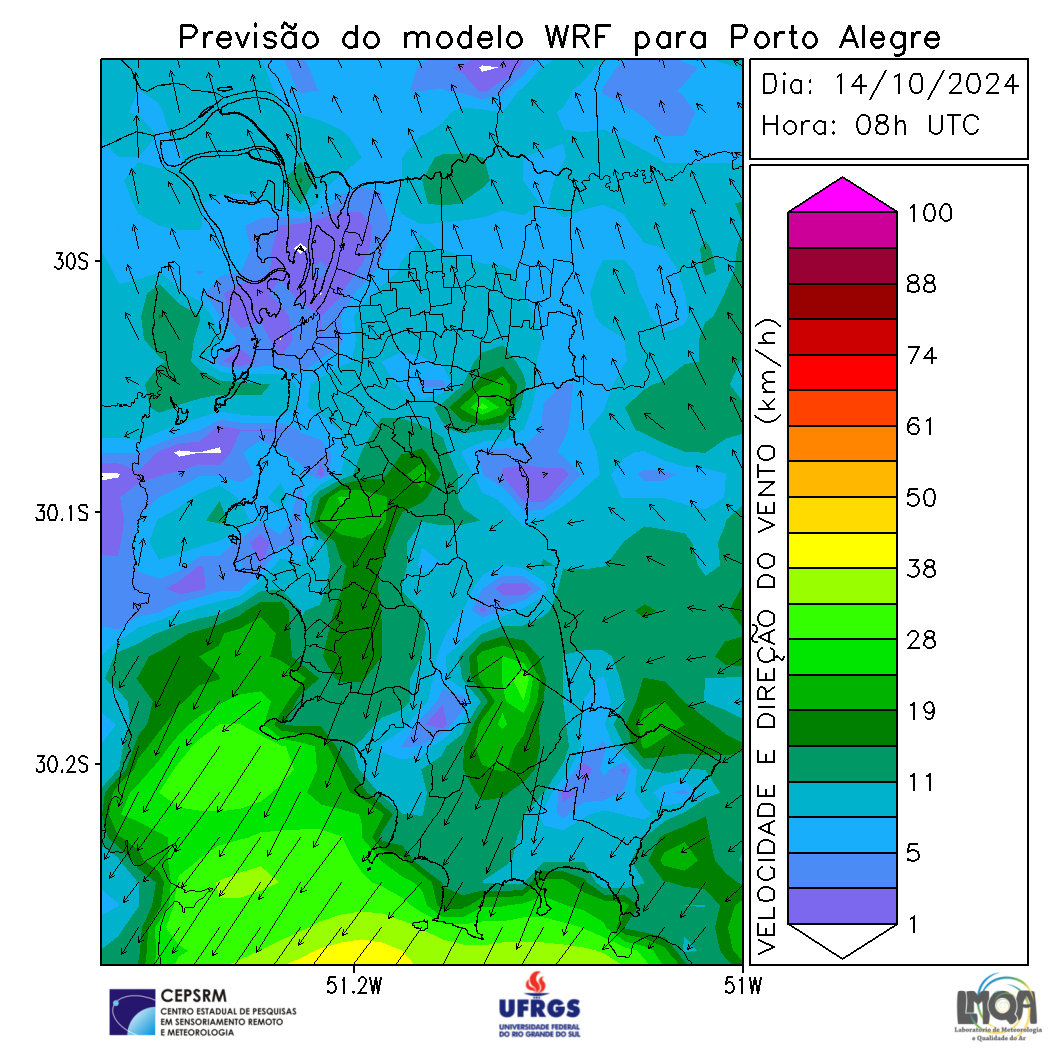 Previsão do modelo WRF para Porto Alegre
Dia: 14/10/2024
Hora: 08h UTC
30S
30.1S
30.2S
51.2W
51W
VELOCIDADE E DIREÇÃO DO VENTO (km/h)
100
88
74
61
50
38
28
19
11
5
1
CEPSRM
CENTRO ESTADUAL DE PESQUISAS
EM SENSORIAMENTO REMOTO
E METEOROLOGIA
UFRGS
UNIVERSIDADE FEDERAL
DO RIO GRANDE DO SUL
LMQA
Laboratório de Meteorologia
e Qualidade do Ar